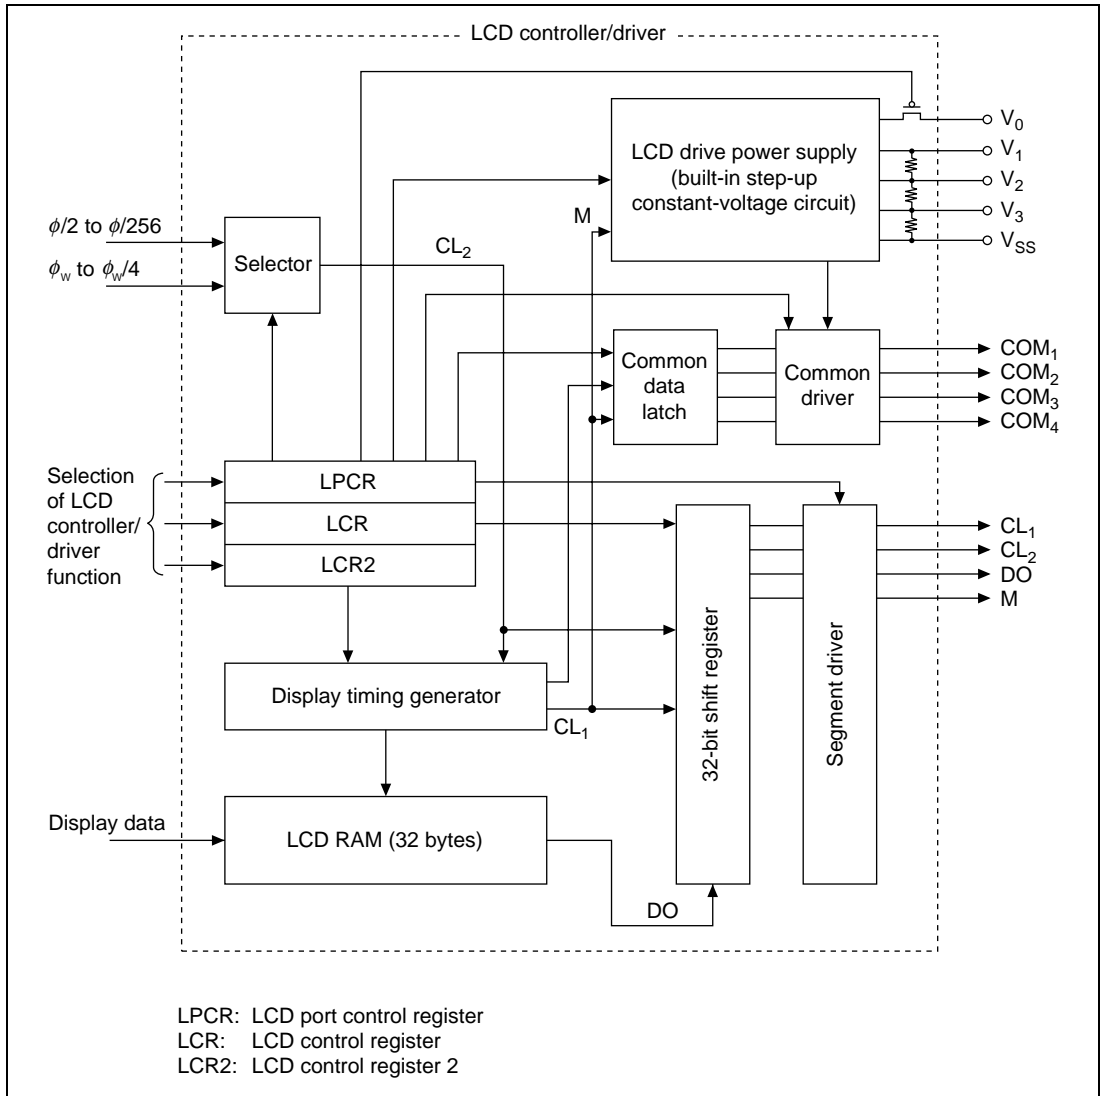 LCD controller/driver
LCD drive power supply
(built-in step-up
constant-voltage circuit)
V0
V1
V2
V3
VSS
M
ϕ/2 to ϕ/256
ϕw to ϕw/4
Selector
CL2
Common
data
latch
Common
driver
COM1
COM2
COM3
COM4
Selection
of LCD
controller/
driver
function
LPCR
LCR
LCR2
32-bit shift register
Segment driver
CL1
CL2
DO
M
Display timing generator
CL1
Display data
LCD RAM (32 bytes)
DO
LPCR: LCD port control register
LCR: LCD control register
LCR2: LCD control register 2